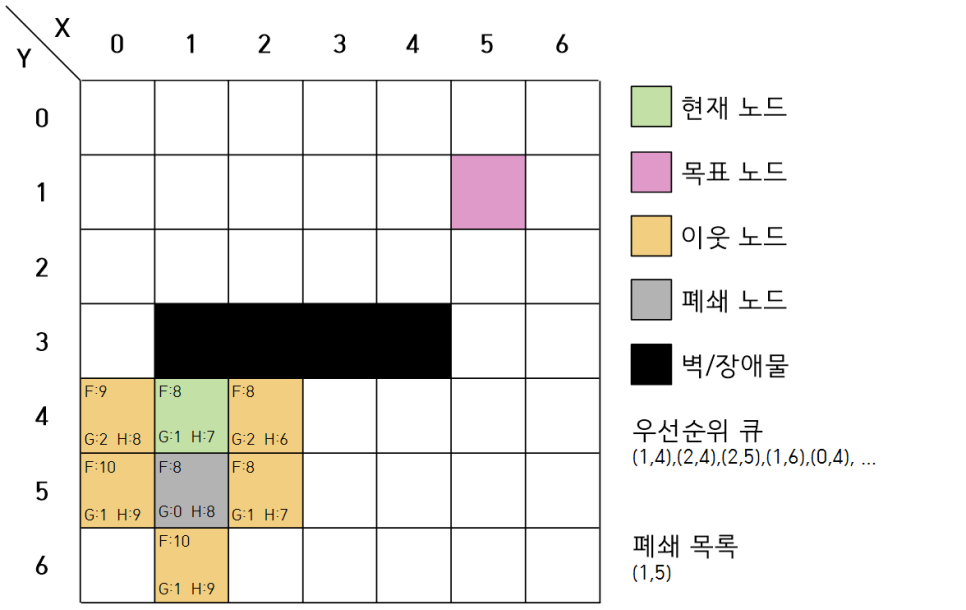 X
Y
0 1 2 3 4 5 6
0
1
2
3
4
5
6
F:9 F:8 F:8
G:2 H:8 G:1 H:7 G:2 H:6
F:10 F:8 F:8
G:1 H:9 G:0 H:8 G:1 H:7
F:10
G:1 H:9
현재 노드
목표 노드
이웃 노드
폐쇄 노드
벽/장애물
우선순위 큐
(1,4),(2,4),(2,5),(1,6),(0,4), ...
폐쇄 목록
(1,5)